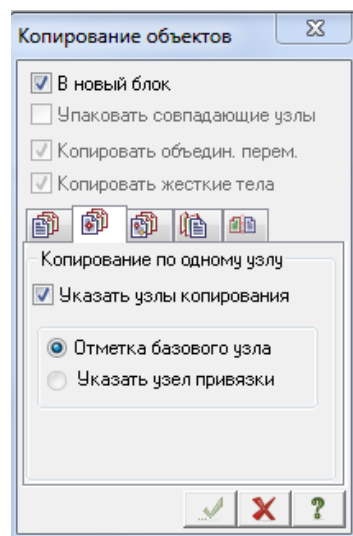 Копирование объектов
В новый блок
Упаковать совпадающие узлы
Копировать объедин. перем.
Копировать жесткие тела
Копирование по одному узлу
Указать узлы копирования
Отметка базового узла
Указать узел привязки
?